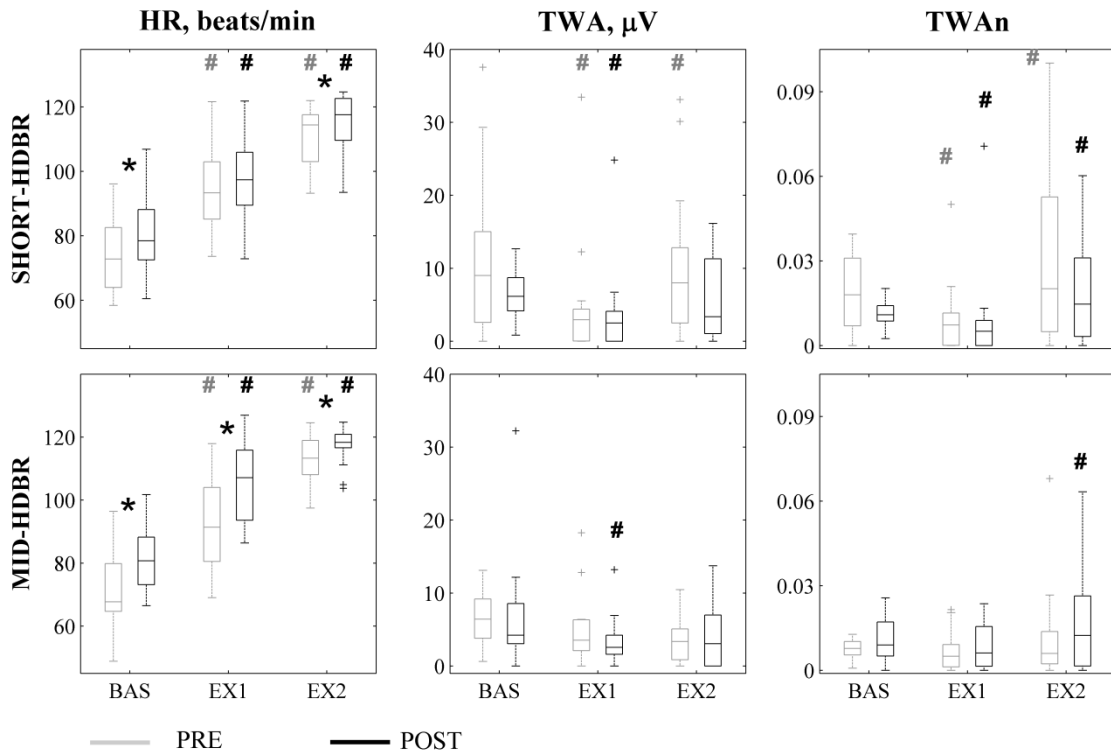 HR, beats/min TWA, μV TWAn
# # # # # # # #
* 40 0.09 #
SHORT-HDBR 120 * 30 # #
100 20 0.06
80 10 0.03
60 0 0
# # # # 40 0.09
* * #
MID-HDBR 120 * 30 0.06
100 20 #
80 10 0.03
60 0 0
BAS EX1 EX2 BAS EX1 EX2 BAS EX1 EX2
PRE POST